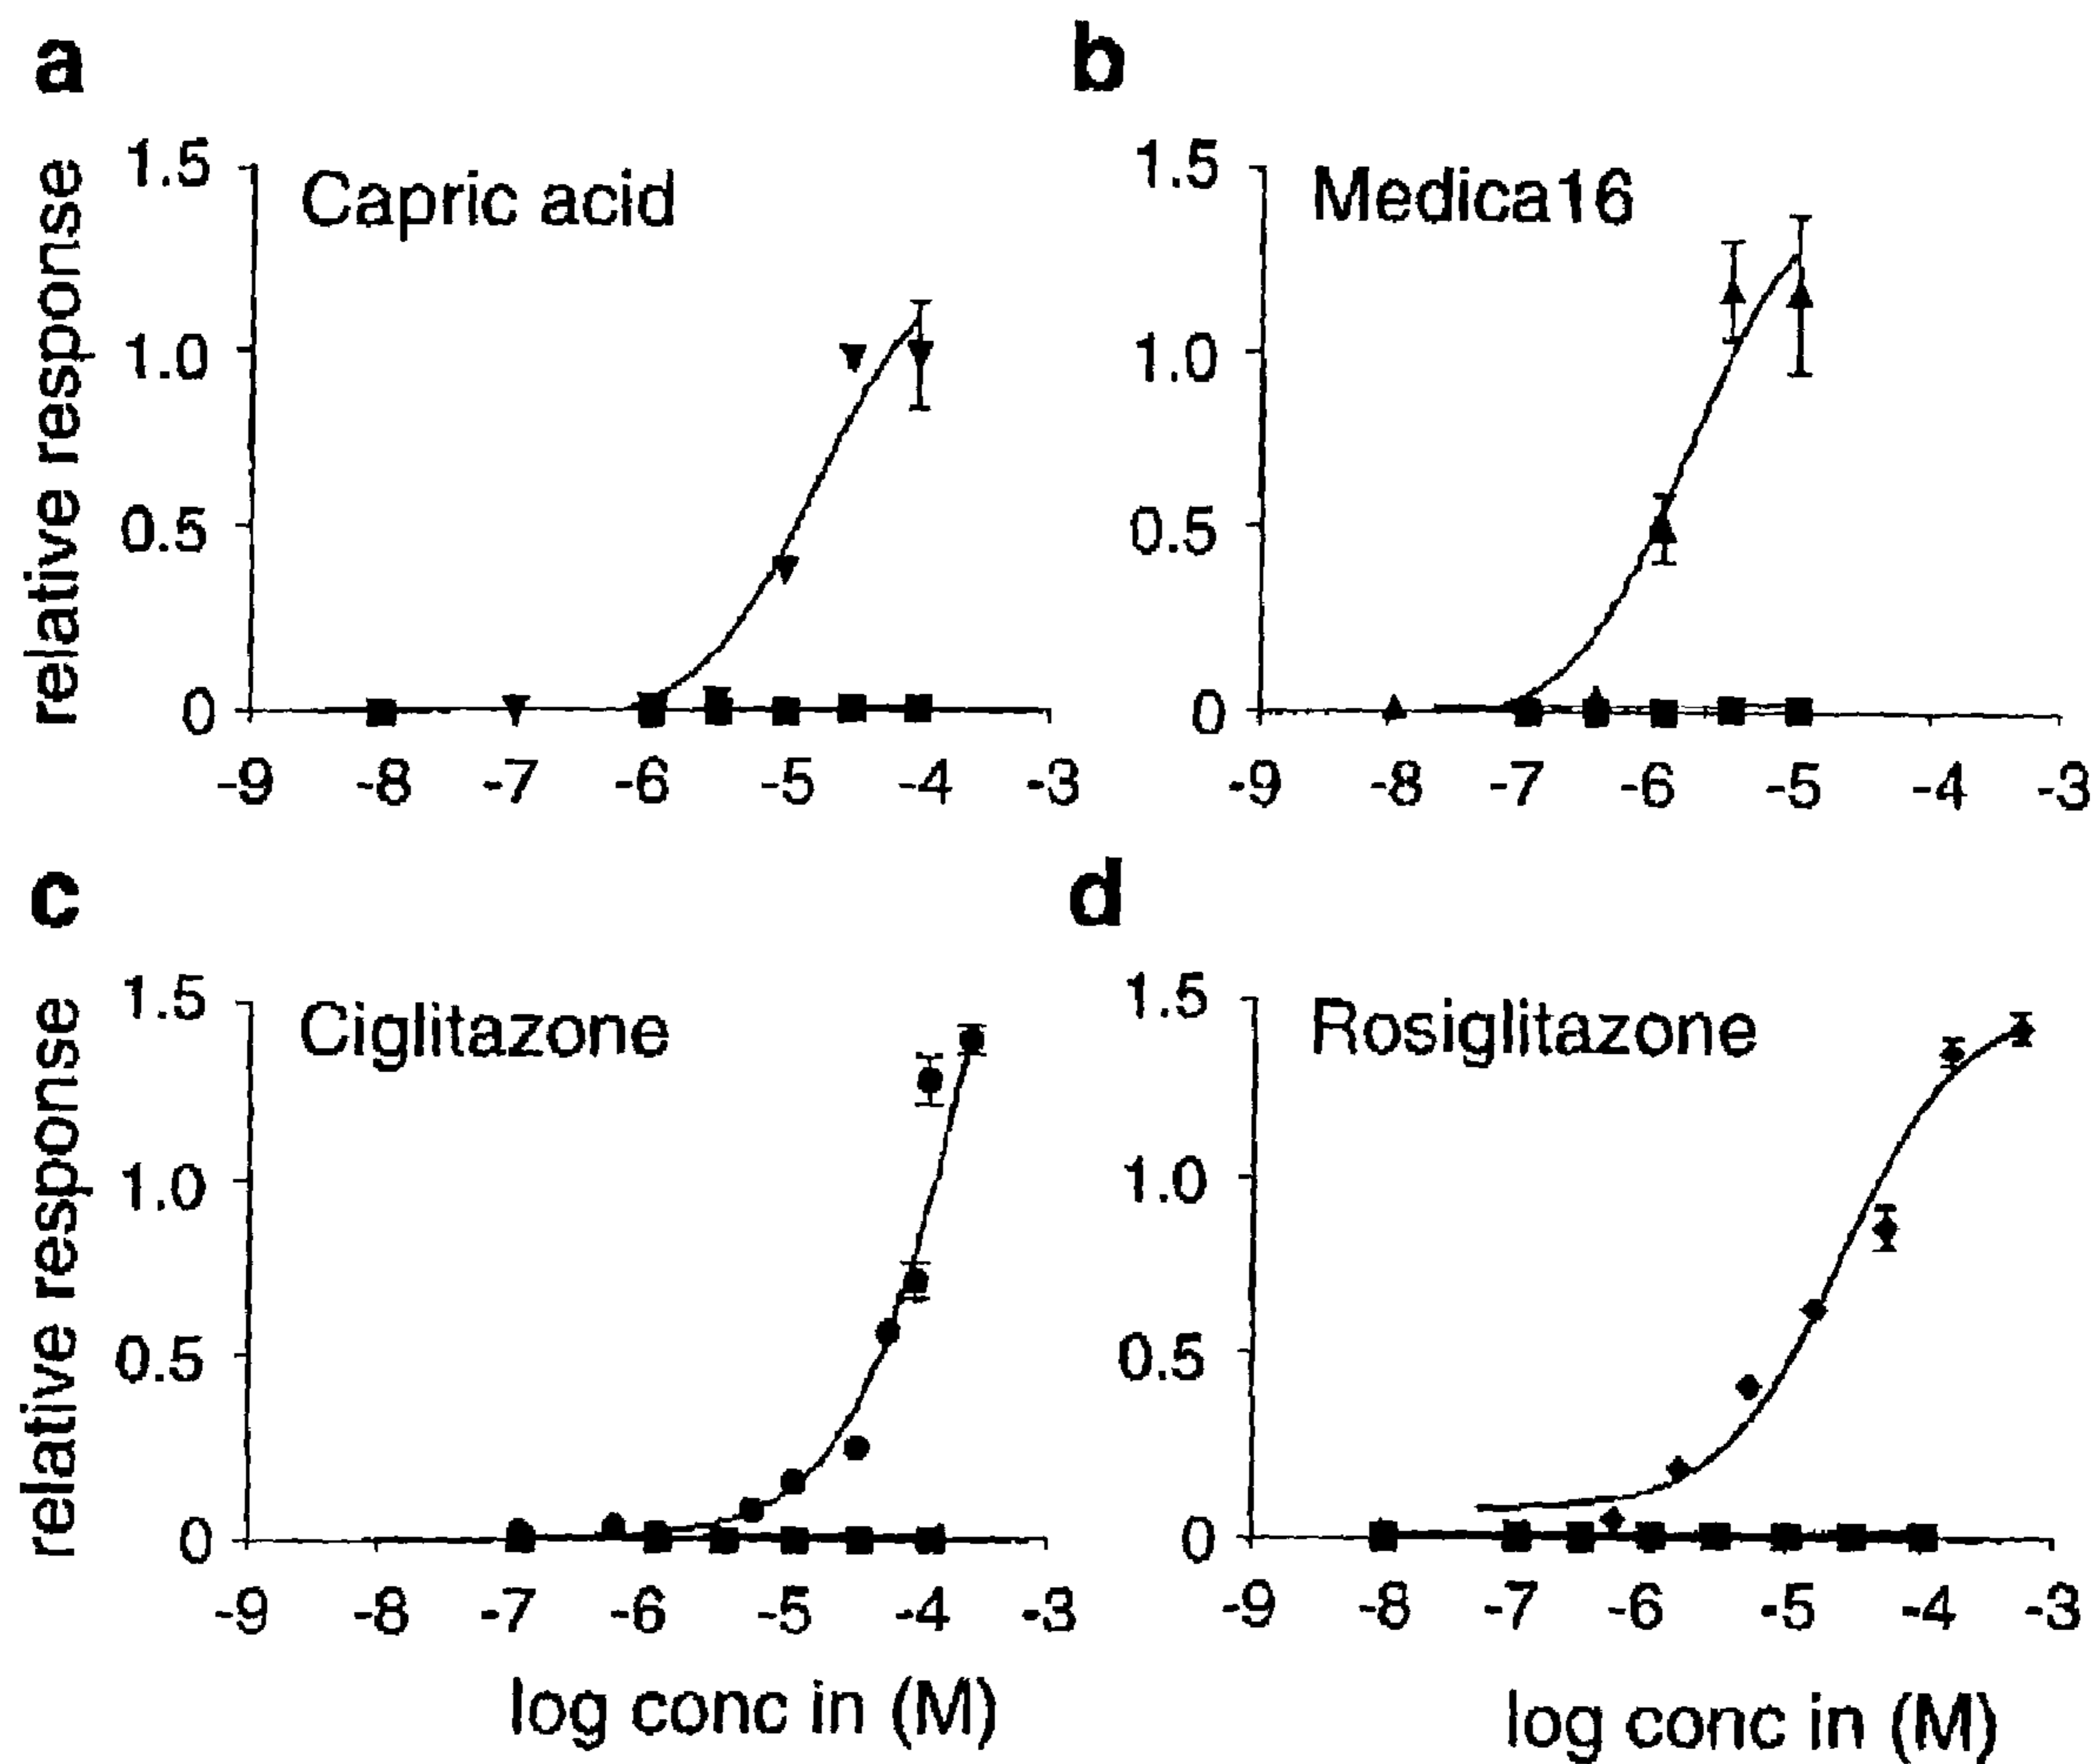 a
b
relative response
1.5
1.0
0.5
0
Capric acid
-9 -8 -7 -6 -5 -4 -3
1.5
1.0
0.5
0
Medica16
-9 -8 -7 -6 -5 -4 -3
c
d
relative response
1.5
1.0
0.5
0
Ciglitazone
-9 -8 -7 -6 -5 -4 -3
log conc in (M)
1.5
1.0
0.5
0
Rosiglitazone
-9 -8 -7 -6 -5 -4 -3
log conc in (M)